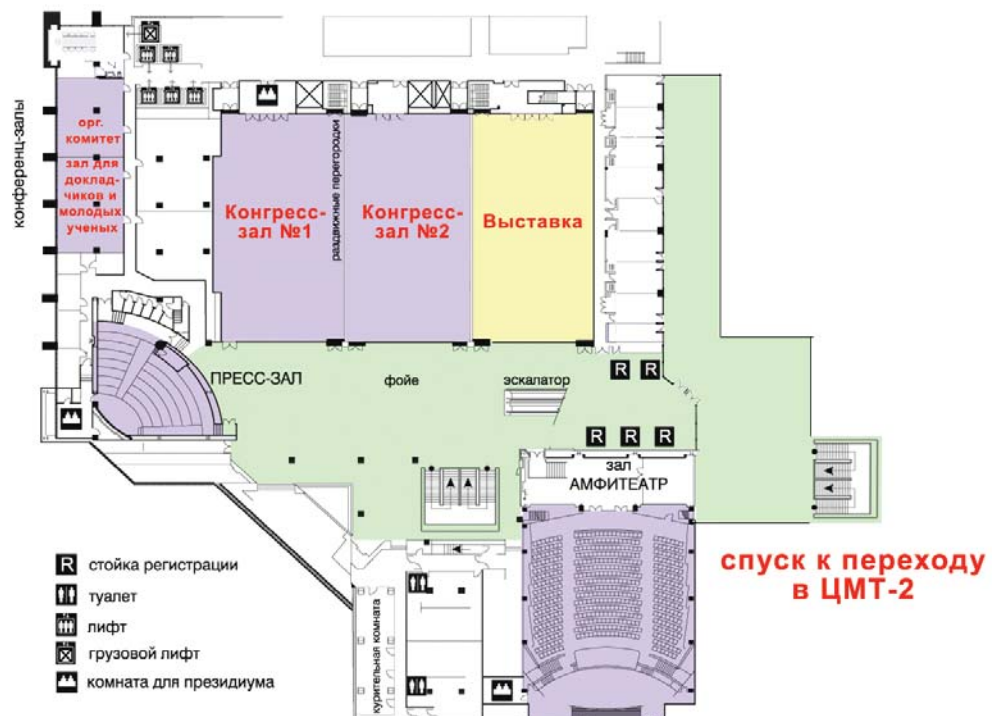 конференц-залы
орг.
комитет
зал для
доклад-
чиков и
молодых
ученых
Конгресс-
зал №1
раздвижные перегородки
Конгресс-
зал №2
Выставка
ПРЕСС-ЗАЛ
фойе
эскалатор
R R
R R R
зал
АМФИТЕАТР
спуск к переходу
в ЦМТ-2
курительная комната
R стойка регистрации
туалет
лифт
грузовой лифт
комната для президиума